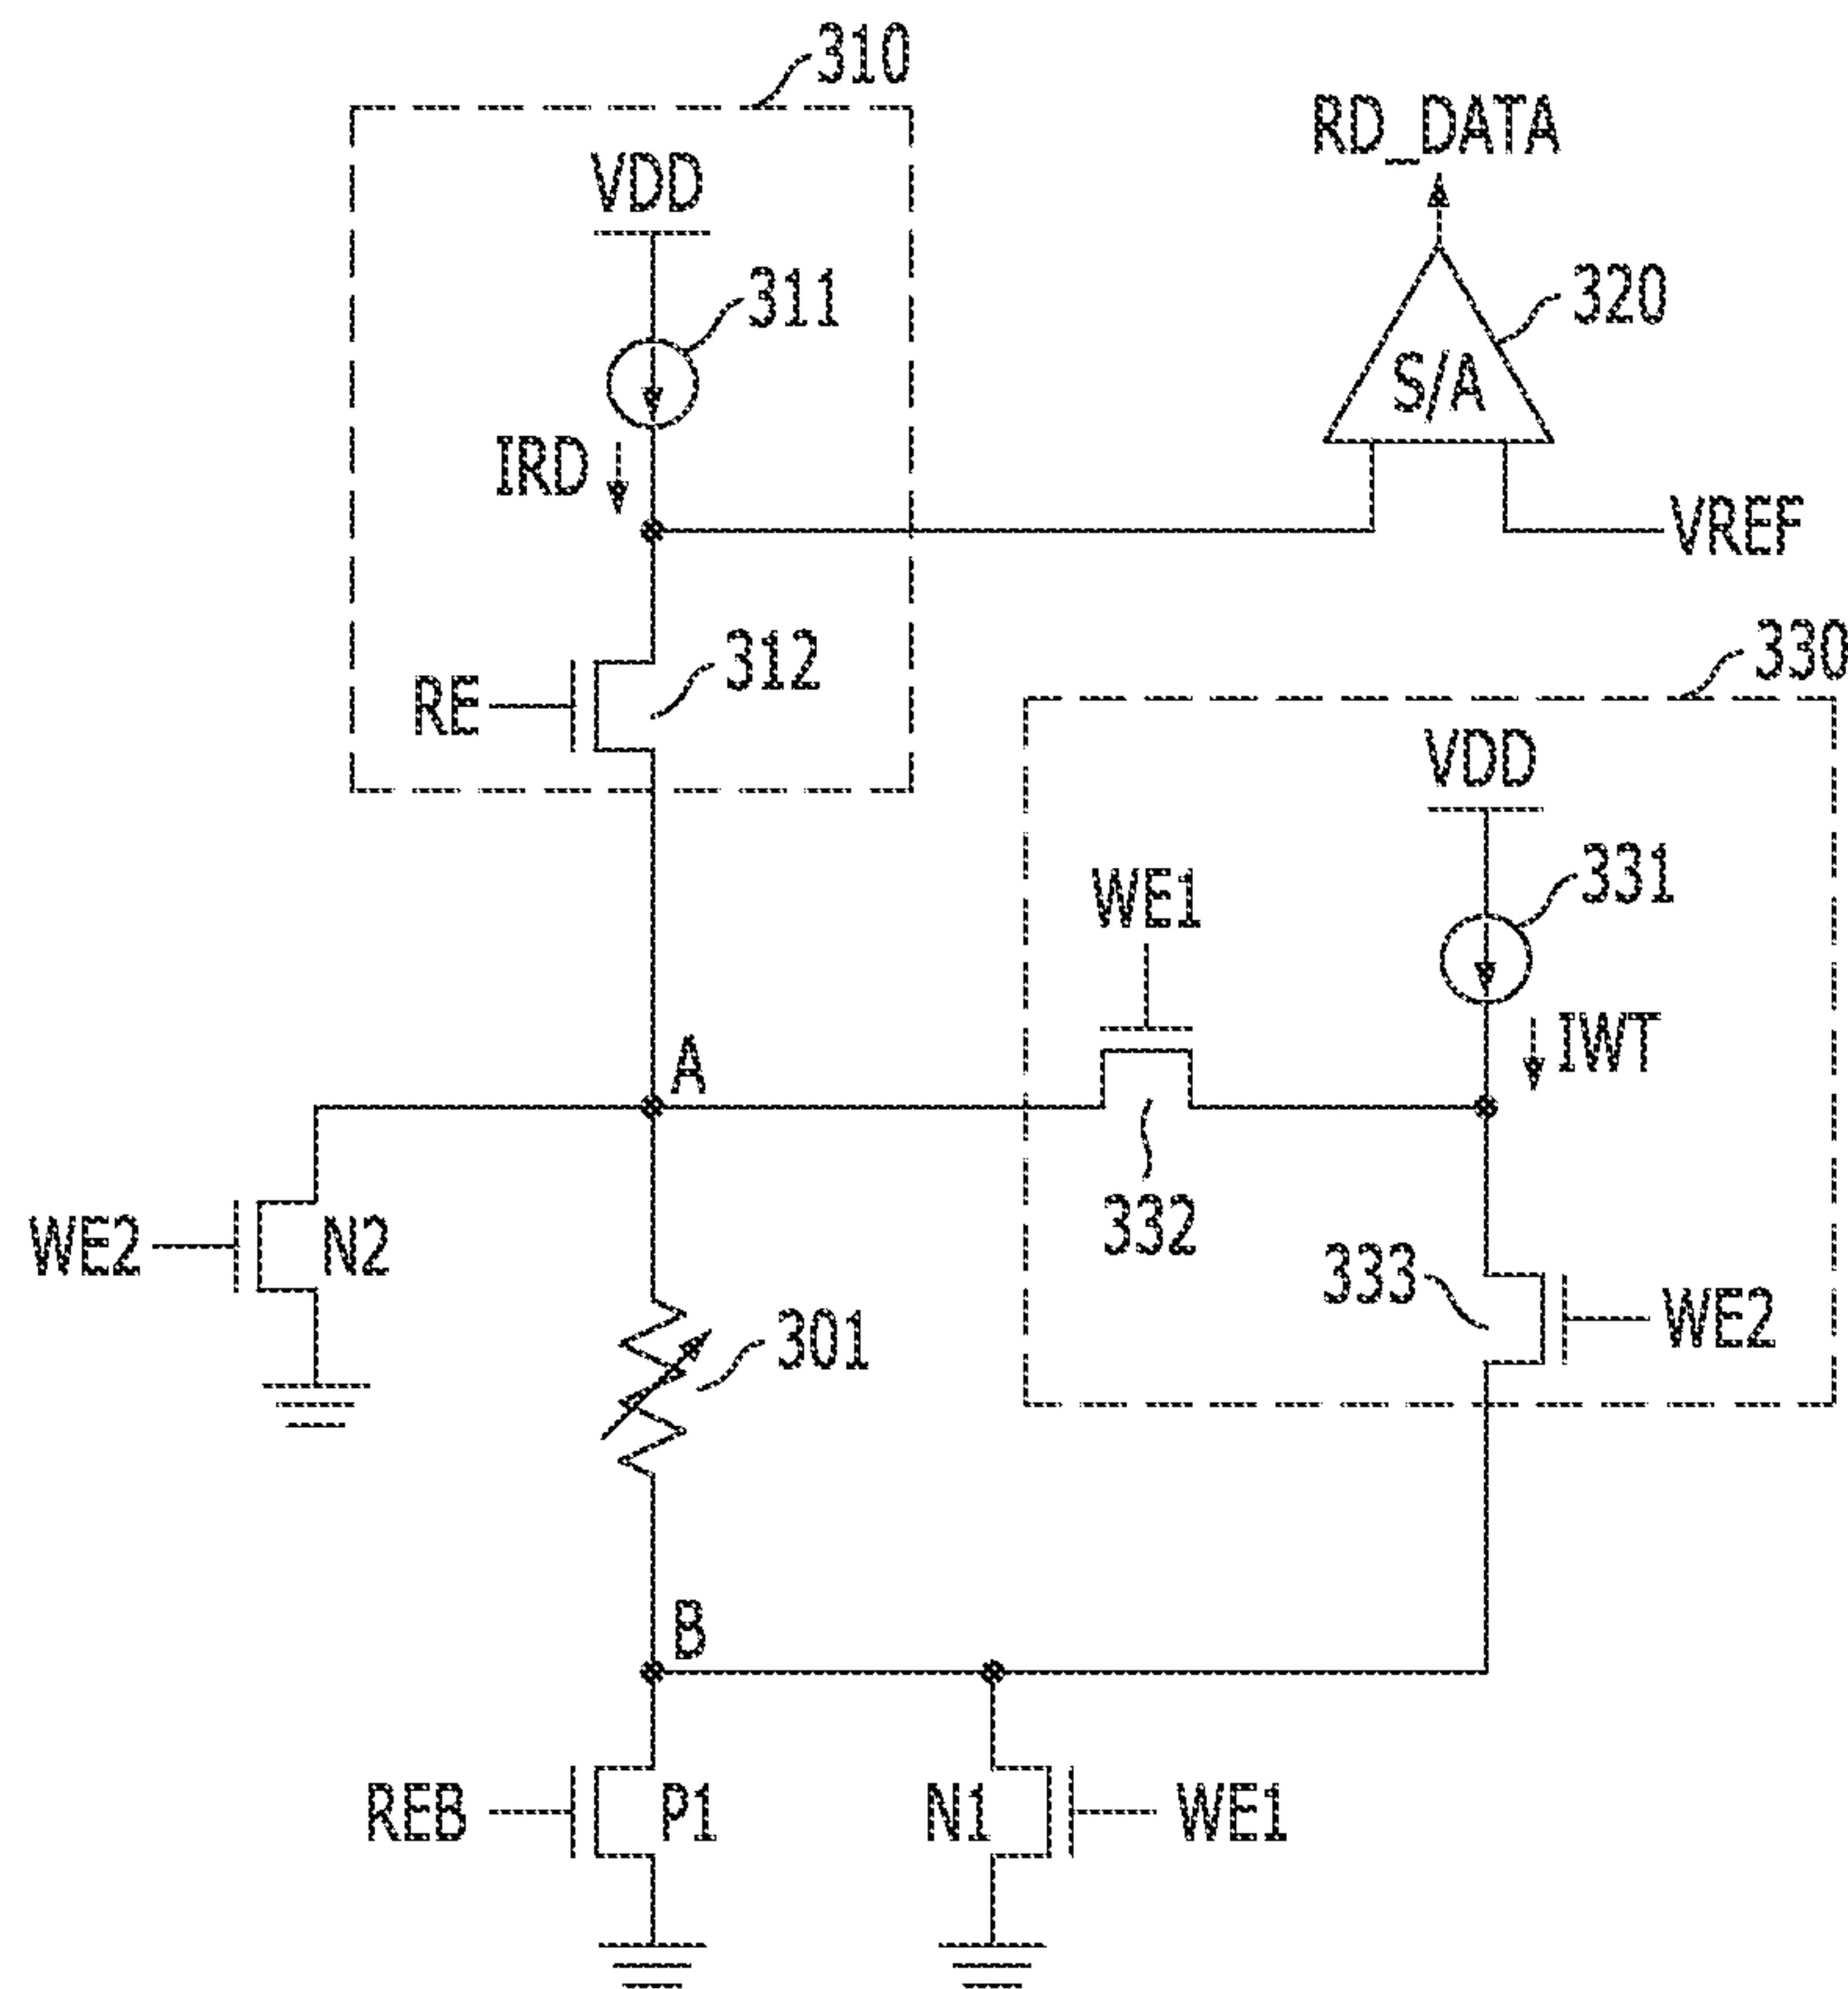 310
RD_DATA
VDD
311
320
S/A
IRD
VREF
330
312
RE
VDD
331
WE1
IWT
A
332
WE2
N2
333
WE2
301
B
REB
P1
N1
WE1